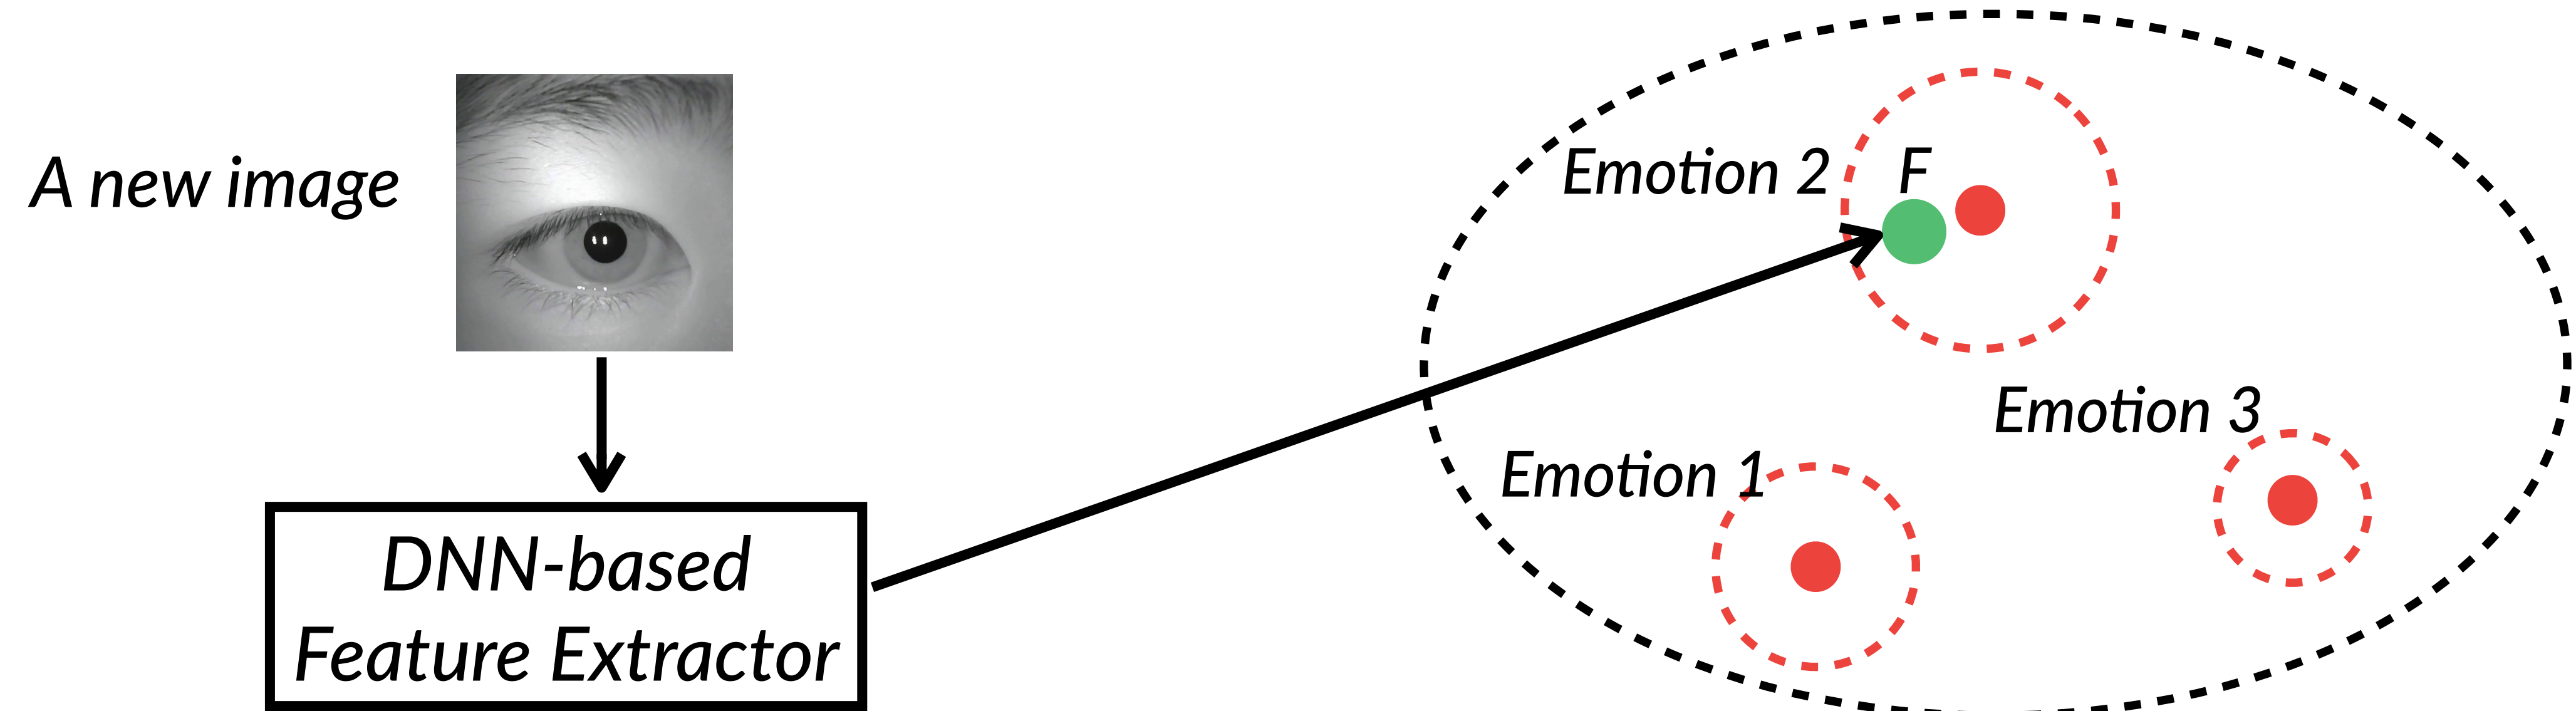 A new image
DNN-based
Feature Extractor
Emotion 2
F
Emotion 3
Emotion 1